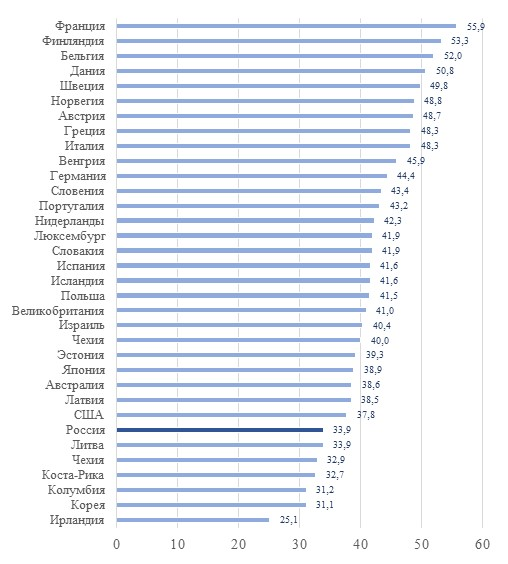 Франция 55,9
Финляндия 53,3
Бельгия 52,0
Дания 50,8
Швеция 49,8
Норвегия 48,8
Австрия 48,7
Греция 48,3
Италия 48,3
Венгрия 45,9
Германия 44,4
Словения 43,4
Португалия 43,2
Нидерланды 42,3
Люксембург 41,9
Словакия 41,9
Испания 41,6
Исландия 41,6
Польша 41,5
Великобритания 41,0
Израиль 40,4
Чехия 40,0
Эстония 39,3
Япония 38,9
Австралия 38,6
Латвия 38,5
США 37,8
Россия 33,9
Литва 33,9
Чехия 32,9
Коста-Рика 32,7
Колумбия 31,2
Корея 31,1
Ирландия 25,1
0 10 20 30 40 50 60